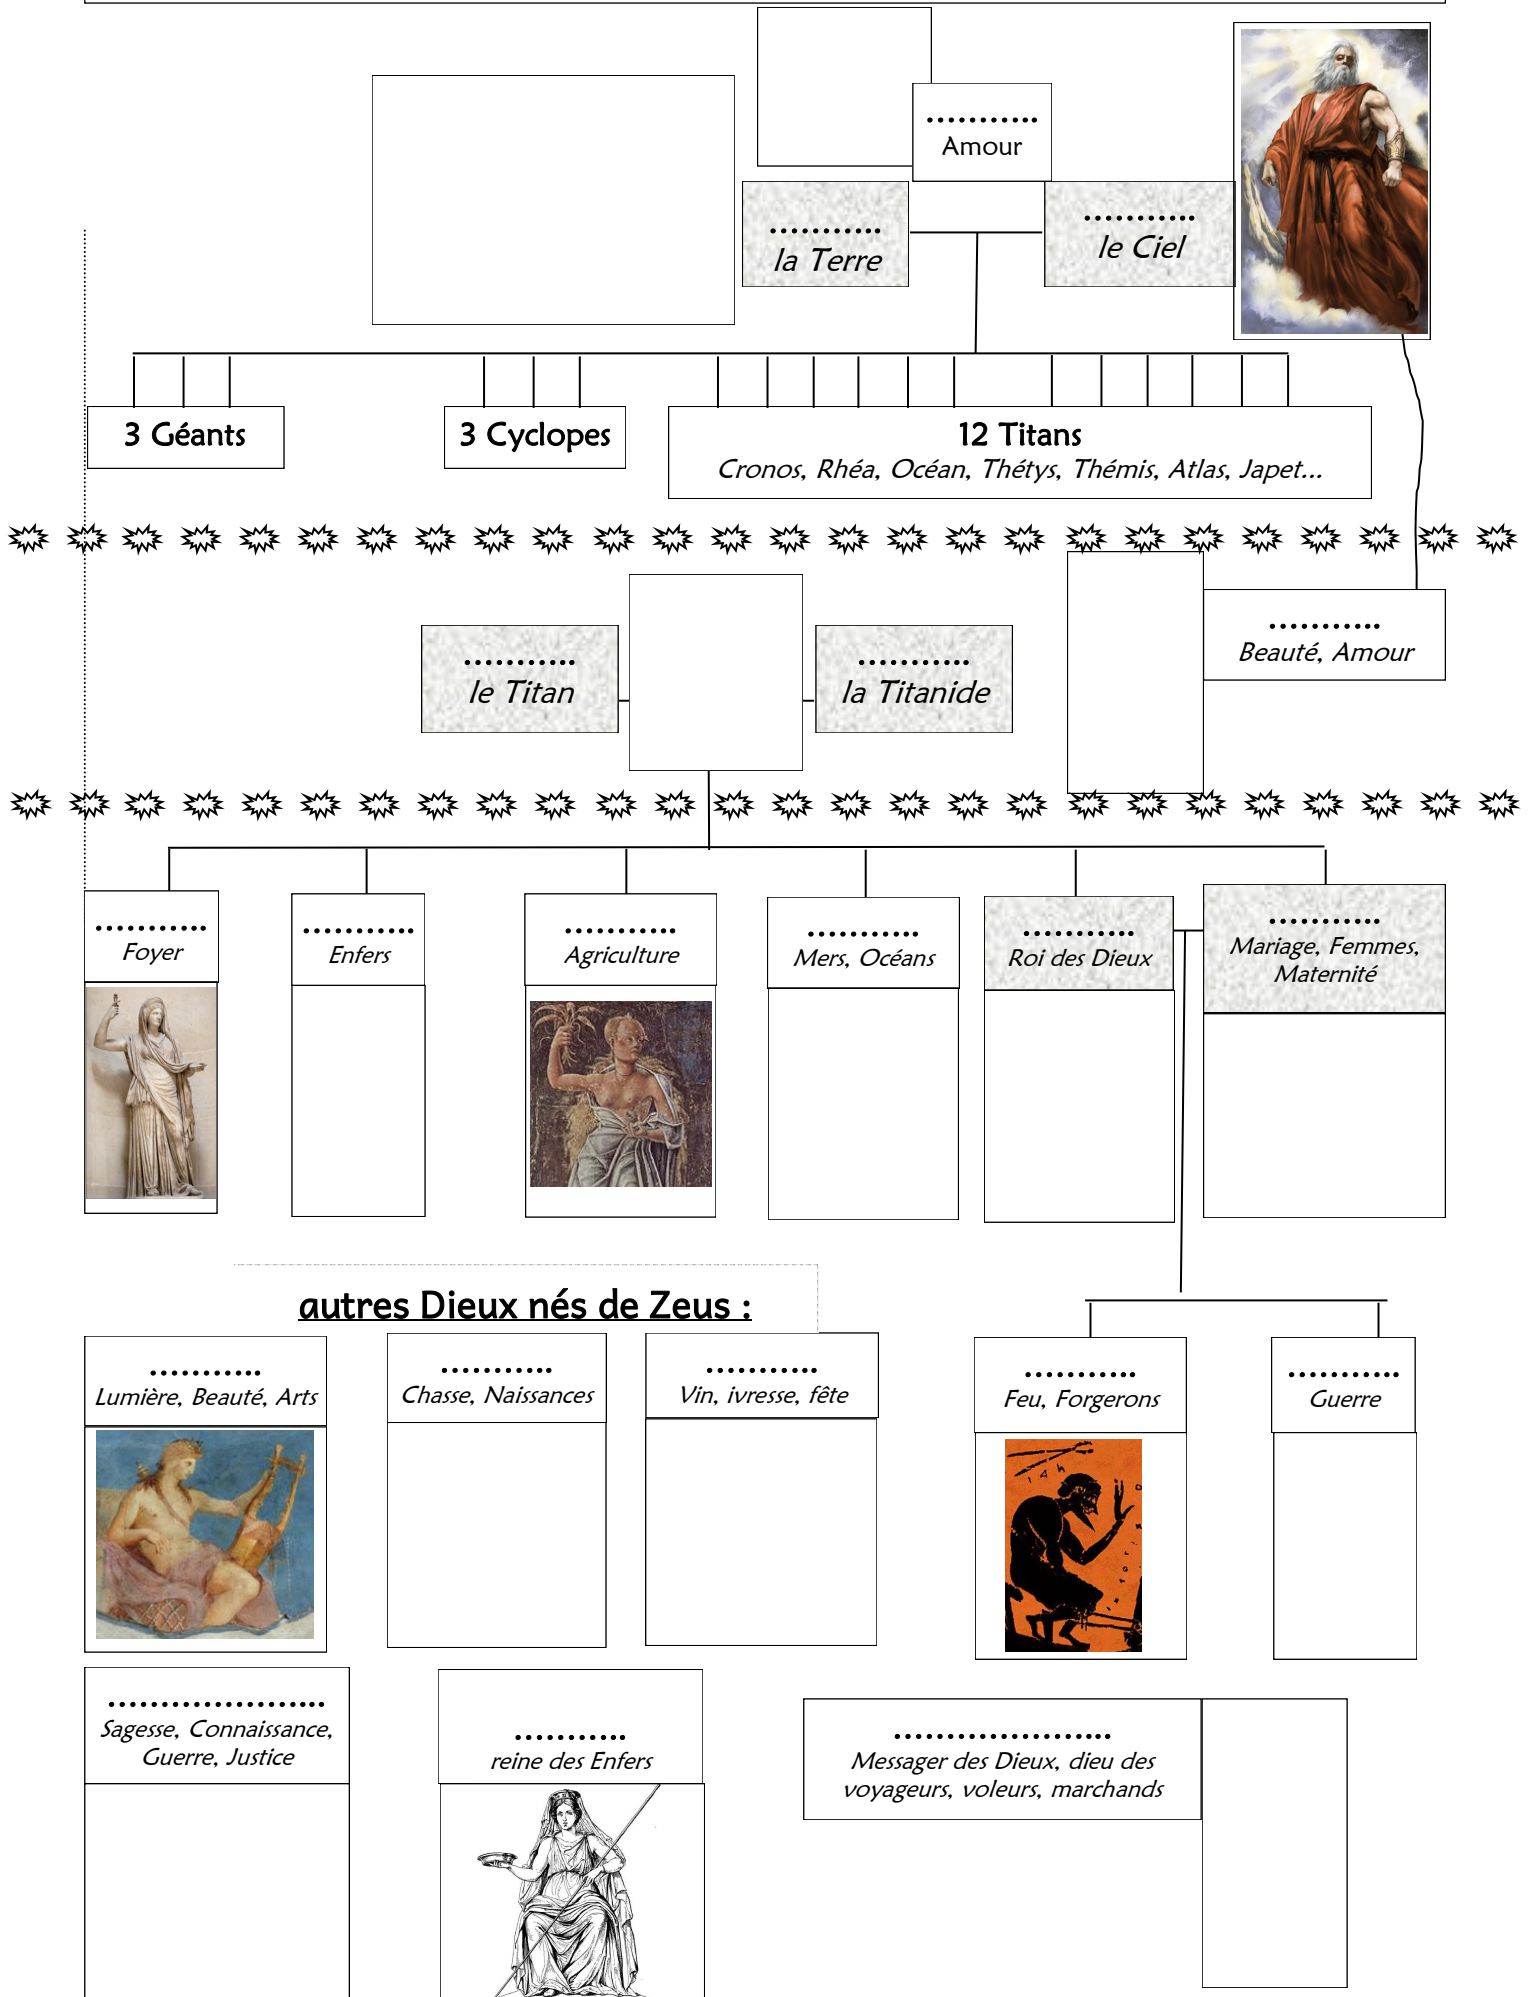 ………..
Amour
………..
la Terre
………..
le Ciel
3 Géants
3 Cyclopes
12 Titans
Cronos, Rhéa, Océan, Thétys, Thémis, Atlas, Japet…
………..
le Titan
………..
la Titanide
………..
Beauté, Amour
………..
Foyer
………..
Enfers
………..
Agriculture
………..
Mers, Océans
………..
Roi des Dieux
………..
Mariage, Femmes,
Maternité
autres Dieux nés de Zeus :
………..
Lumière, Beauté, Arts
………..
Chasse, Naissances
………..
Vin, ivresse, fête
………..
Feu, Forgerons
………..
Guerre
…………………..
Sagesse, Connaissance,
Guerre, Justice
………..
reine des Enfers
…………………..
Messager des Dieux, dieu des
voyageurs, voleurs, marchands